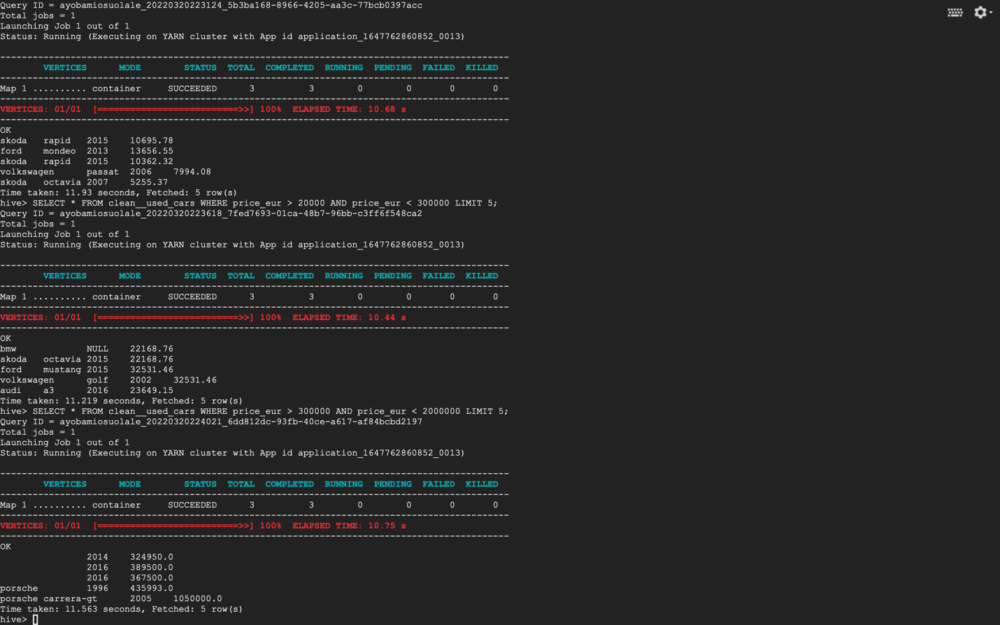 Query ID = ayobamiosuolale_20220320223124_5b3ba168-8966-4205-aa3c-77bcb0397acc
Total jobs = 1
Launching Job 1 out of 1
Status: Running (Executing on YARN cluster with App id application_1647762860852_0013)
----------------------------------------------------------------------------------------------
        VERTICES      MODE        STATUS  TOTAL  COMPLETED  RUNNING  PENDING  FAILED  KILLED
----------------------------------------------------------------------------------------------
Map 1 .......... container     SUCCEEDED      3          3        0        0       0       0
----------------------------------------------------------------------------------------------
VERTICES: 01/01  [==========================>>] 100%  ELAPSED TIME: 10.68 s
----------------------------------------------------------------------------------------------
OK
skoda   rapid   2015    10695.78
ford    mondeo  2013    13656.55
skoda   rapid   2015    10362.32
volkswagen      passat  2006    7994.08
skoda   octavia 2007    5255.37
Time taken: 11.93 seconds, Fetched: 5 row(s)
hive> SELECT * FROM clean__used_cars WHERE price_eur > 20000 AND price_eur < 300000 LIMIT 5;
Query ID = ayobamiosuolale_20220320223618_7fed7693-01ca-48b7-96bb-c3ff6f548ca2
Total jobs = 1
Launching Job 1 out of 1
Status: Running (Executing on YARN cluster with App id application_1647762860852_0013)
----------------------------------------------------------------------------------------------
        VERTICES      MODE        STATUS  TOTAL  COMPLETED  RUNNING  PENDING  FAILED  KILLED
----------------------------------------------------------------------------------------------
Map 1 .......... container     SUCCEEDED      3          3        0        0       0       0
----------------------------------------------------------------------------------------------
VERTICES: 01/01  [==========================>>] 100%  ELAPSED TIME: 10.44 s
----------------------------------------------------------------------------------------------
OK
bmw             NULL    22168.76
skoda   octavia 2015    22168.76
ford    mustang 2015    32531.46
volkswagen      golf    2002    32531.46
audi    a3      2016    23649.15
Time taken: 11.219 seconds, Fetched: 5 row(s)
hive> SELECT * FROM clean__used_cars WHERE price_eur > 300000 AND price_eur < 2000000 LIMIT 5;
Query ID = ayobamiosuolale_20220320224021_6dd812dc-93fb-40ce-a617-af84bcbd2197
Total jobs = 1
Launching Job 1 out of 1
Status: Running (Executing on YARN cluster with App id application_1647762860852_0013)
----------------------------------------------------------------------------------------------
        VERTICES      MODE        STATUS  TOTAL  COMPLETED  RUNNING  PENDING  FAILED  KILLED
----------------------------------------------------------------------------------------------
Map 1 .......... container     SUCCEEDED      3          3        0        0       0       0
----------------------------------------------------------------------------------------------
VERTICES: 01/01  [==========================>>] 100%  ELAPSED TIME: 10.75 s
----------------------------------------------------------------------------------------------
OK
                2014    324950.0
                2016    389500.0
                2016    367500.0
porsche         1996    435993.0
porsche carrera-gt      2005    1050000.0
Time taken: 11.563 seconds, Fetched: 5 row(s)
hive>